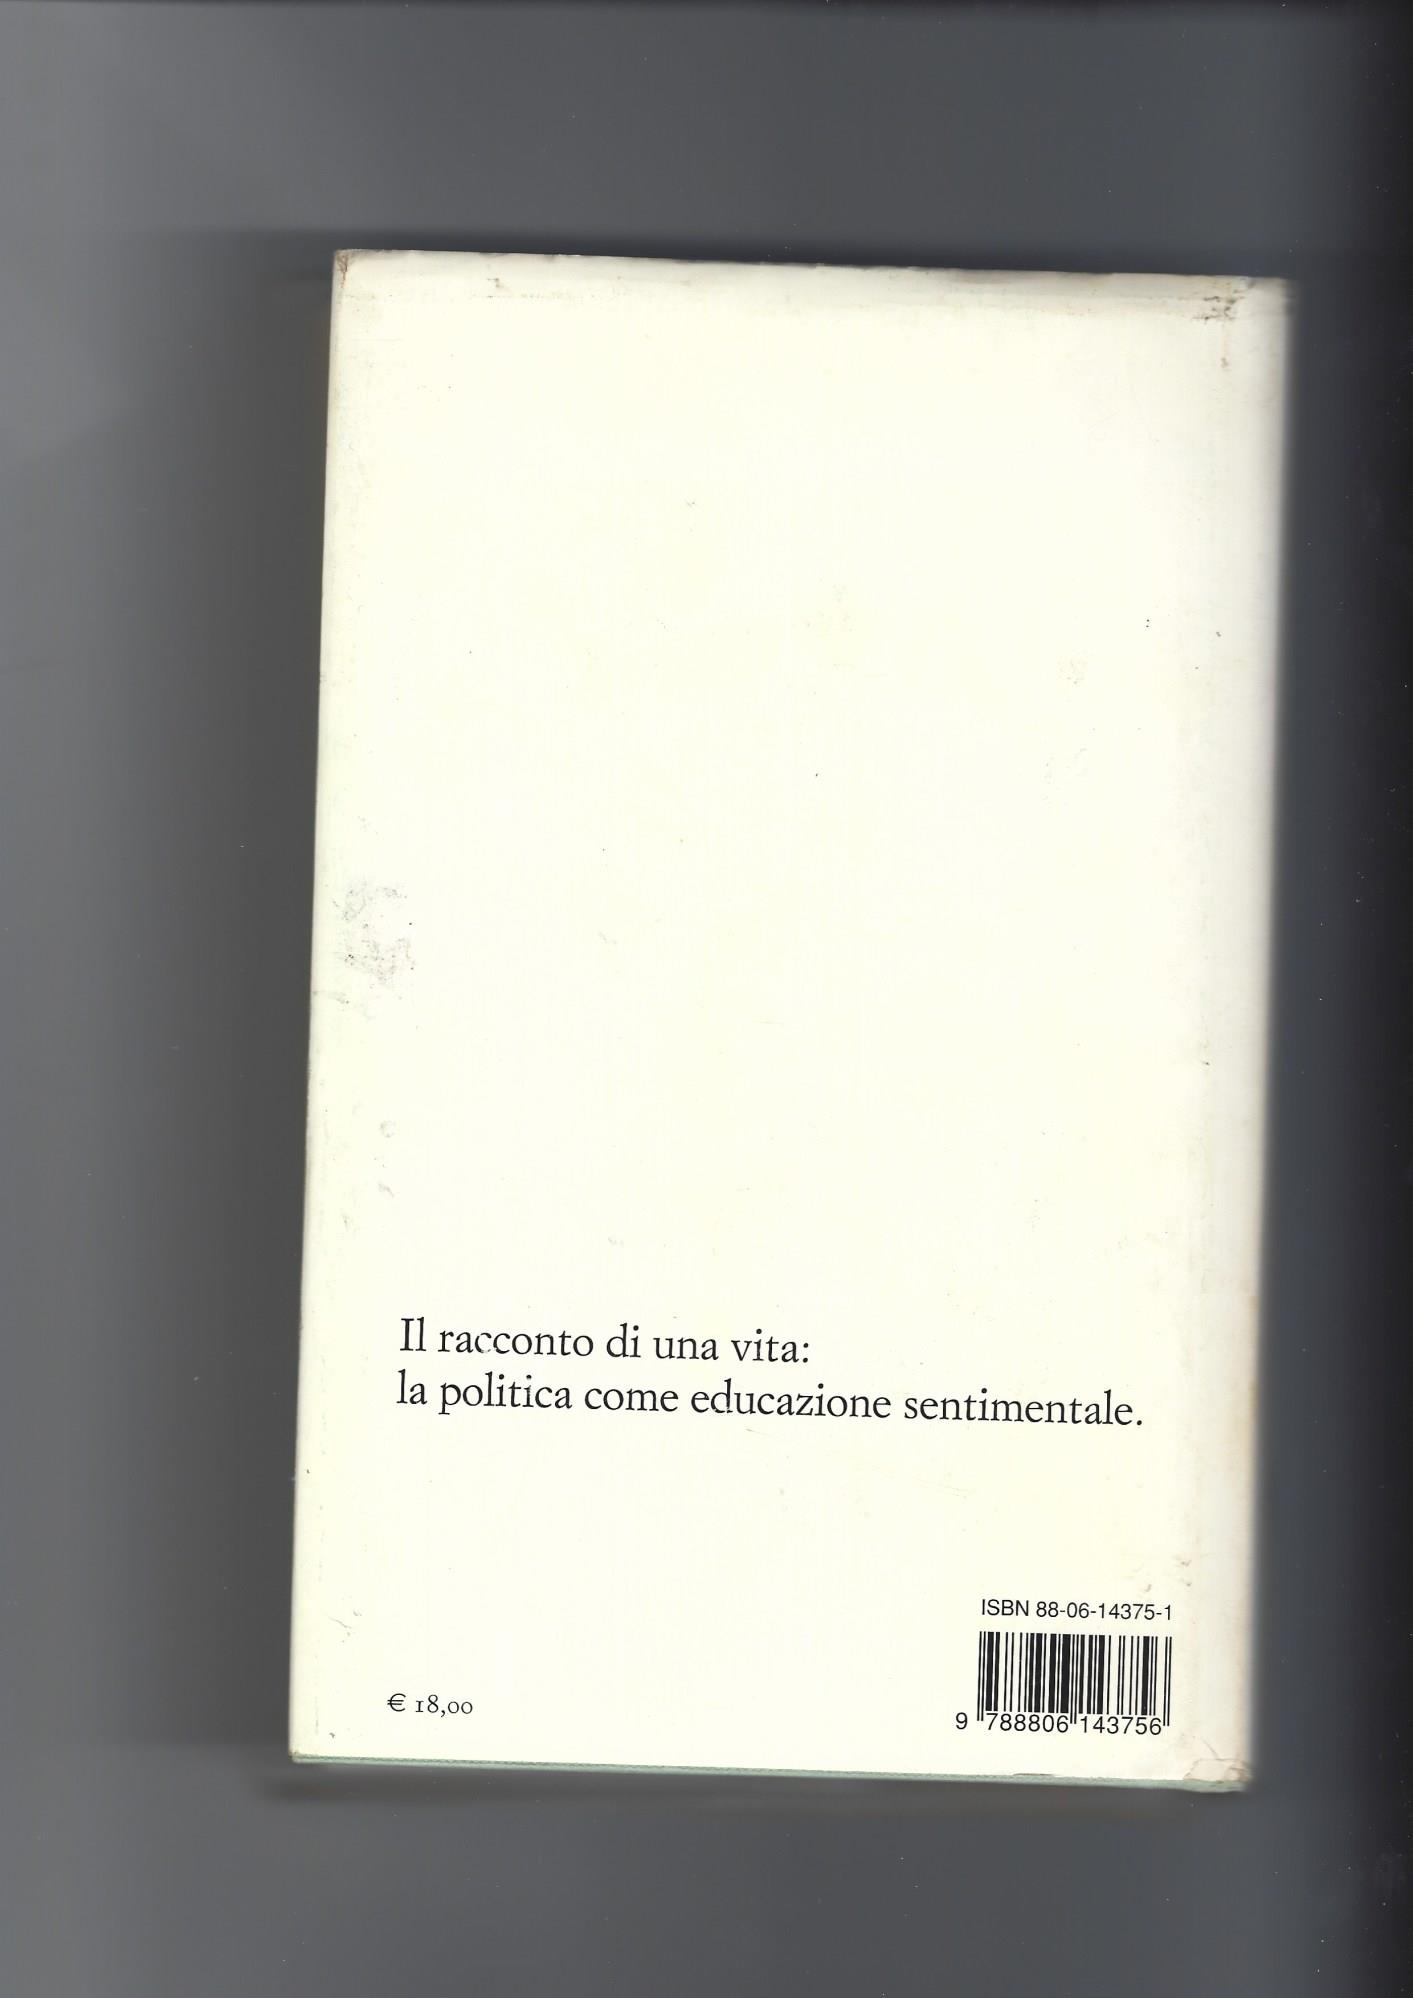 Il racconto di una vita:
la politica come educazione sentimentale.
ISBN 88-06-14375-1
€ 18,00
9 788806 143756